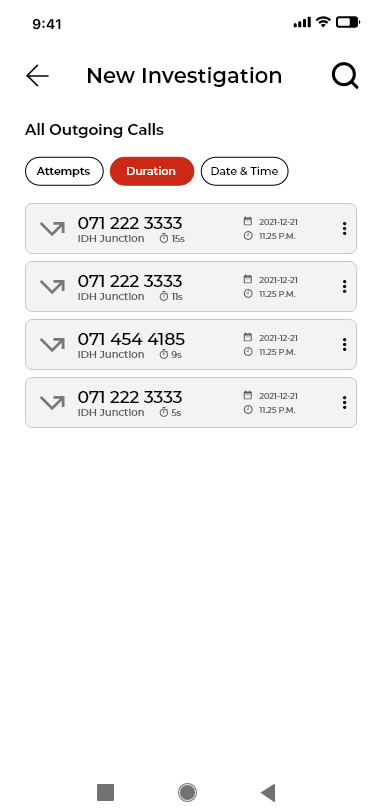 9:41
New Investigation
All Outgoing Calls
Attempts Duration Date & Time
071 222 3333 2021-12-21
IDH Junction 15s 11.25 P.M.
071 222 3333 2021-12-21
IDH Junction 11s 11.25 P.M.
071 454 4185 2021-12-21
IDH Junction 9s 11.25 P.M.
071 222 3333 2021-12-21
IDH Junction 5s 11.25 P.M.